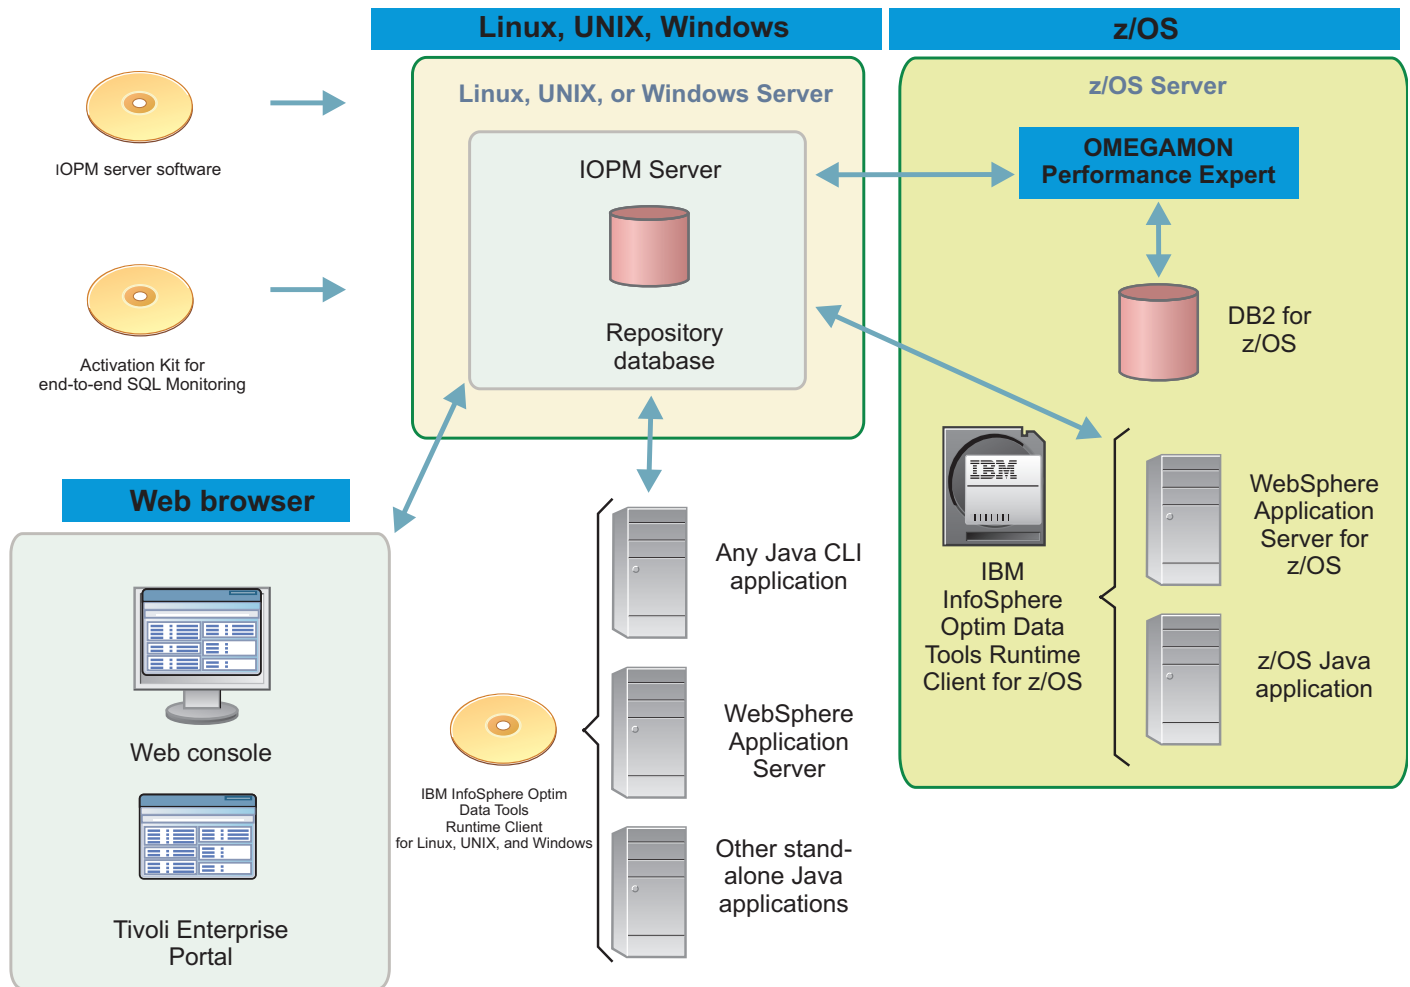 Linux, UNIX, Windows
z/OS
IOPM server software
Activation Kit for
end-to-end SQL Monitoring
Linux, UNIX, or Windows Server
IOPM Server
Repository
database
z/OS Server
OMEGAMON
Performance Expert
DB2 for
z/OS
IBM
IBM
InfoSphere
Optim Data
Tools Runtime
Client for z/OS
WebSphere
Application
Server for
z/OS
z/OS Java
application
Web browser
Web console
Tivoli Enterprise
Portal
IBM InfoSphere Optim
Data Tools
Runtime Client
for Linux, UNIX, and Windows
Any Java CLI
application
WebSphere
Application
Server
Other stand-
alone Java
applications